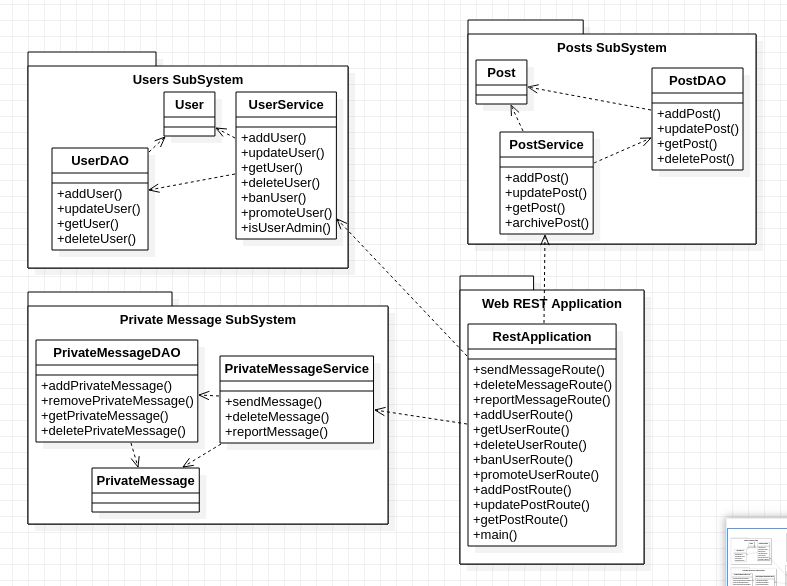 Users SubSystem
User
UserService
+addUser()
+updateUser()
+getUser()
+deleteUser()
+banUser()
+promoteUser()
+isUserAdmin()
UserDAO
+addUser()
+updateUser()
+getUser()
+deleteUser()
Posts SubSystem
Post
PostDAO
+addPost()
+updatePost()
+getPost()
+deletePost()
PostService
+addPost()
+updatePost()
+getPost()
+archivePost()
Private Message SubSystem
PrivateMessageDAO
+addPrivateMessage()
+removePrivateMessage()
+getPrivateMessage()
+deletePrivateMessage()
PrivateMessageService
+sendMessage()
+deleteMessage()
+reportMessage()
PrivateMessage
Web REST Application
RestApplication
+sendMessageRoute()
+deleteMessageRoute()
+reportMessageRoute()
+addUserRoute()
+getUserRoute()
+deleteUserRoute()
+banUserRoute()
+promoteUserRoute()
+addPostRoute()
+updatePostRoute()
+getPostRoute()
+main()